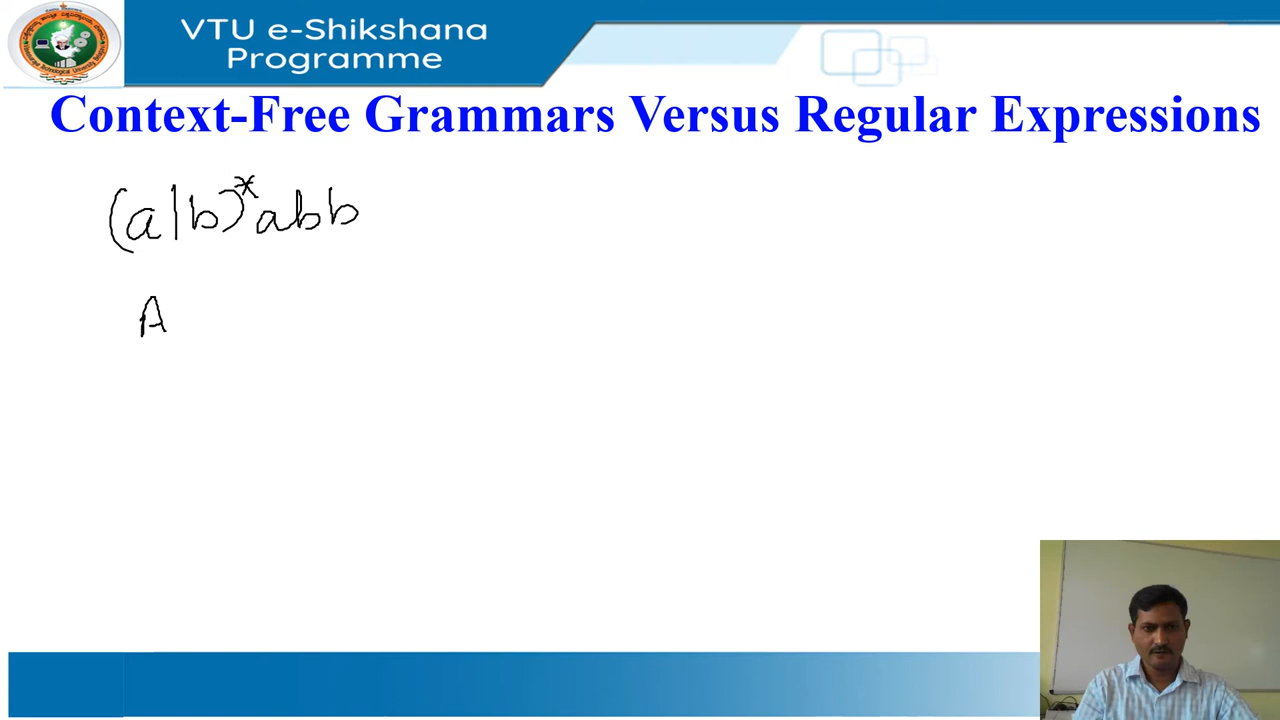 VTU e-Shikshana
Programme
Context-Free Grammars Versus Regular Expressions
(a|b)*abb
A